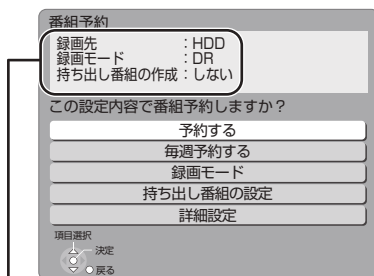 番組予約
録画先　　　　　：HDD
録画モード　　　：DR
持ち出し番組の作成：しない
この設定内容で番組予約しますか？
予約する
毎週予約する
録画モード
持ち出し番組の設定
詳細設定
項目選択
決定
戻る